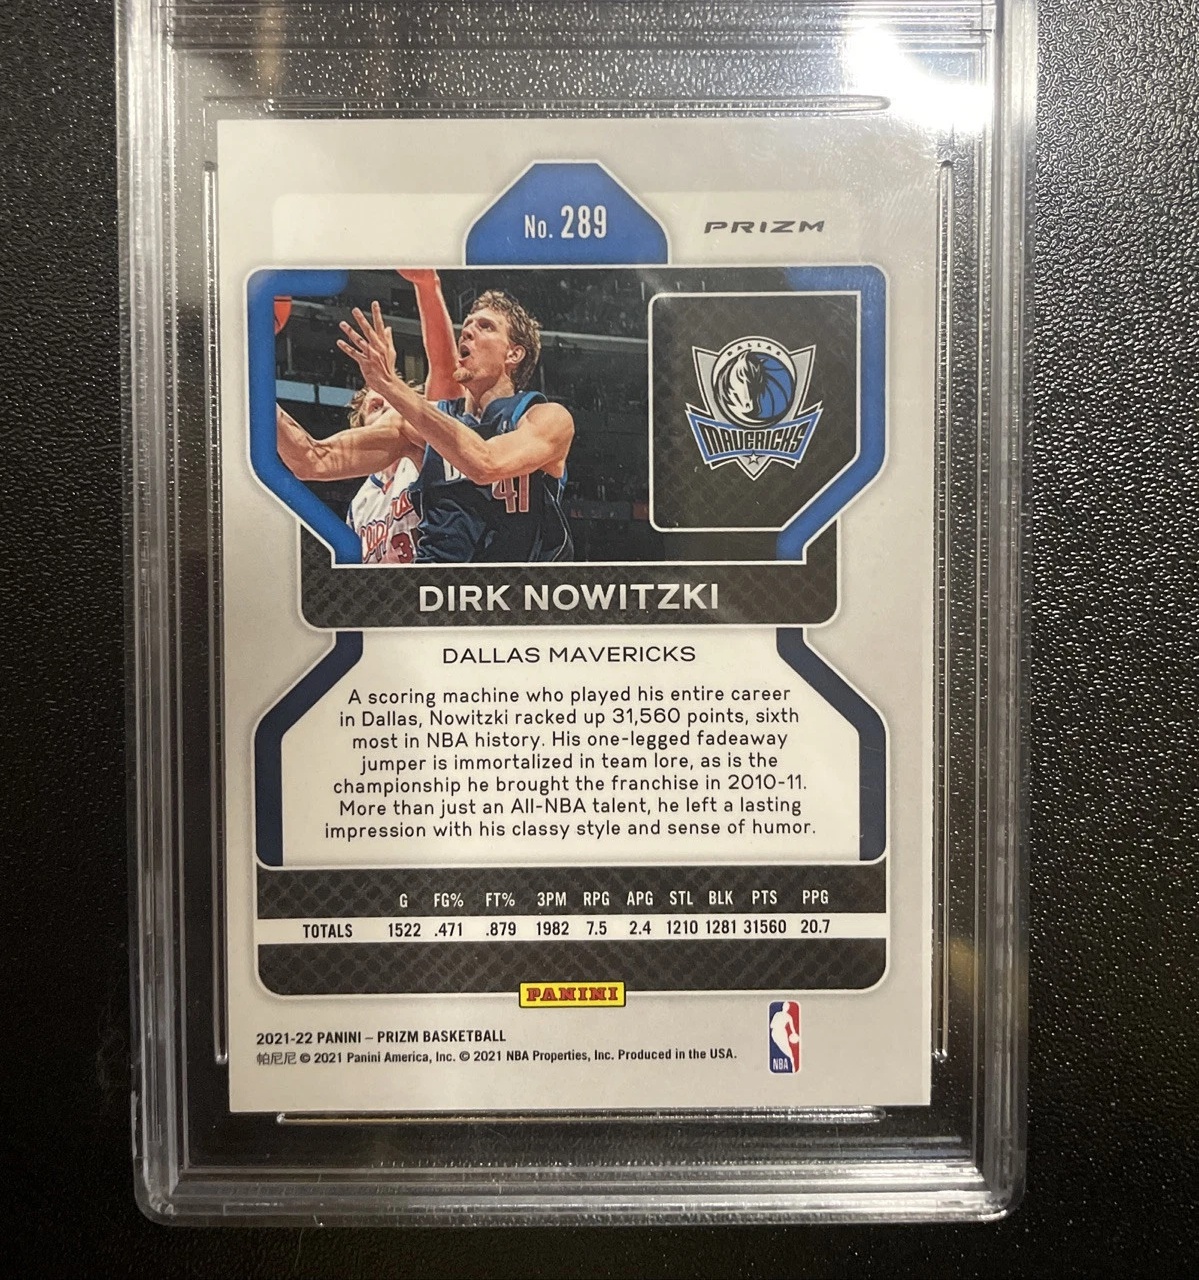 No. 289
PRIZM
DALLAS
MAVERICKS
41
DIRK NOWITZKI
DALLAS MAVERICKS
A scoring machine who played his entire career
in Dallas, Nowitzki racked up 31,560 points, sixth
most in NBA history. His one-legged fadeaway
jumper is immortalized in team lore, as is the
championship he brought the franchise in 2010-11.
More than just an All-NBA talent, he left a lasting
impression with his classy style and sense of humor.
G FG% FT% 3PM RPG APG STL BLK PTS PPG
TOTALS 1522 .471 .879 1982 7.5 2.4 1210 1281 31560 20.7
PANINI
2021-22 PANINI – PRIZM BASKETBALL
帕尼尼 © 2021 Panini America, Inc. © 2021 NBA Properties, Inc. Produced in the USA.
NBA